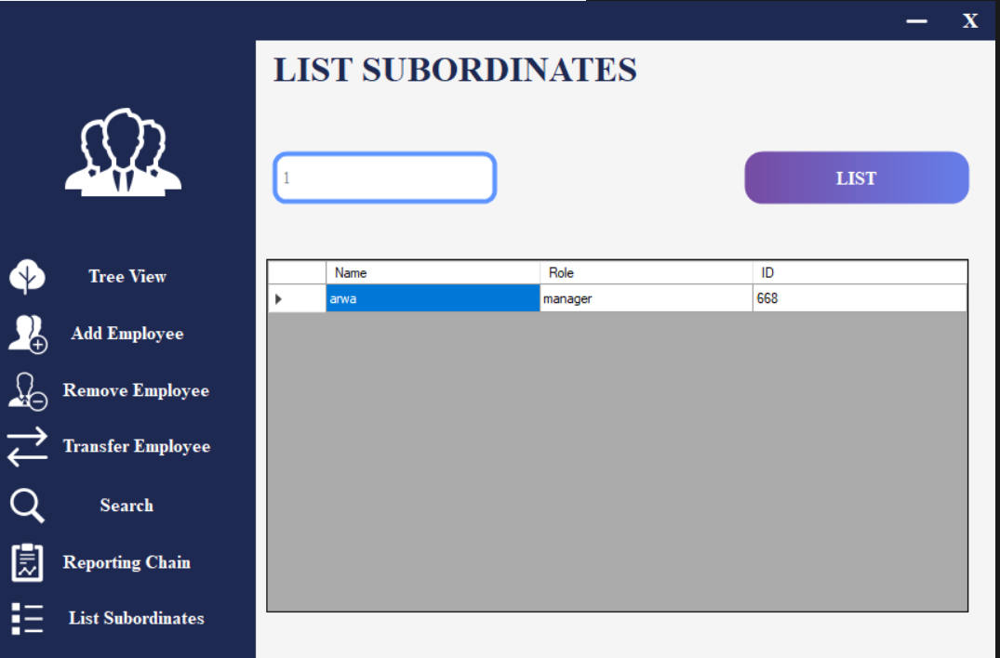 X
LIST SUBORDINATES
1
LIST
Name Role ID
arwa manager 668
Tree View
Add Employee
Remove Employee
Transfer Employee
Search
Reporting Chain
List Subordinates